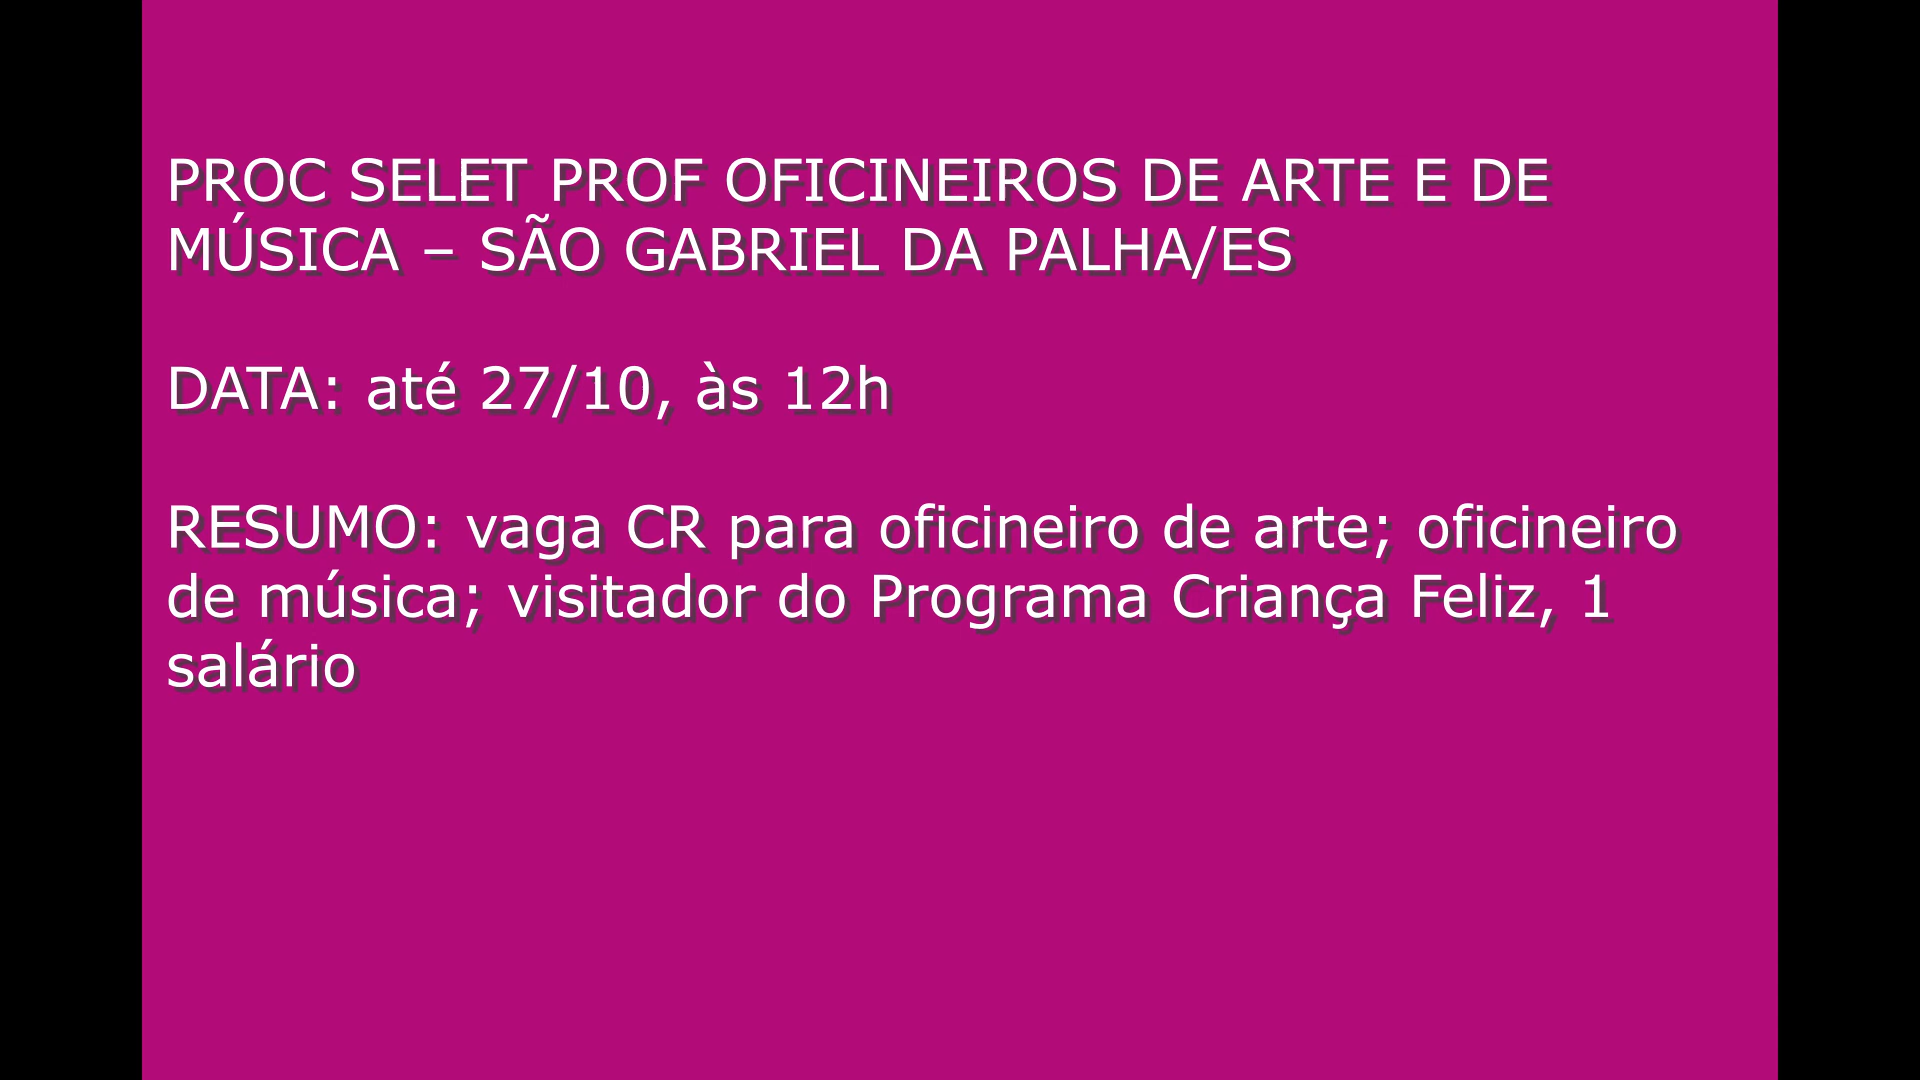 PROC SELET PROF OFICINEIROS DE ARTE E DE
MÚSICA – SÃO GABRIEL DA PALHA/ES
DATA: até 27/10, às 12h
RESUMO: vaga CR para oficineiro de arte; oficineiro
de música; visitador do Programa Criança Feliz, 1
salário